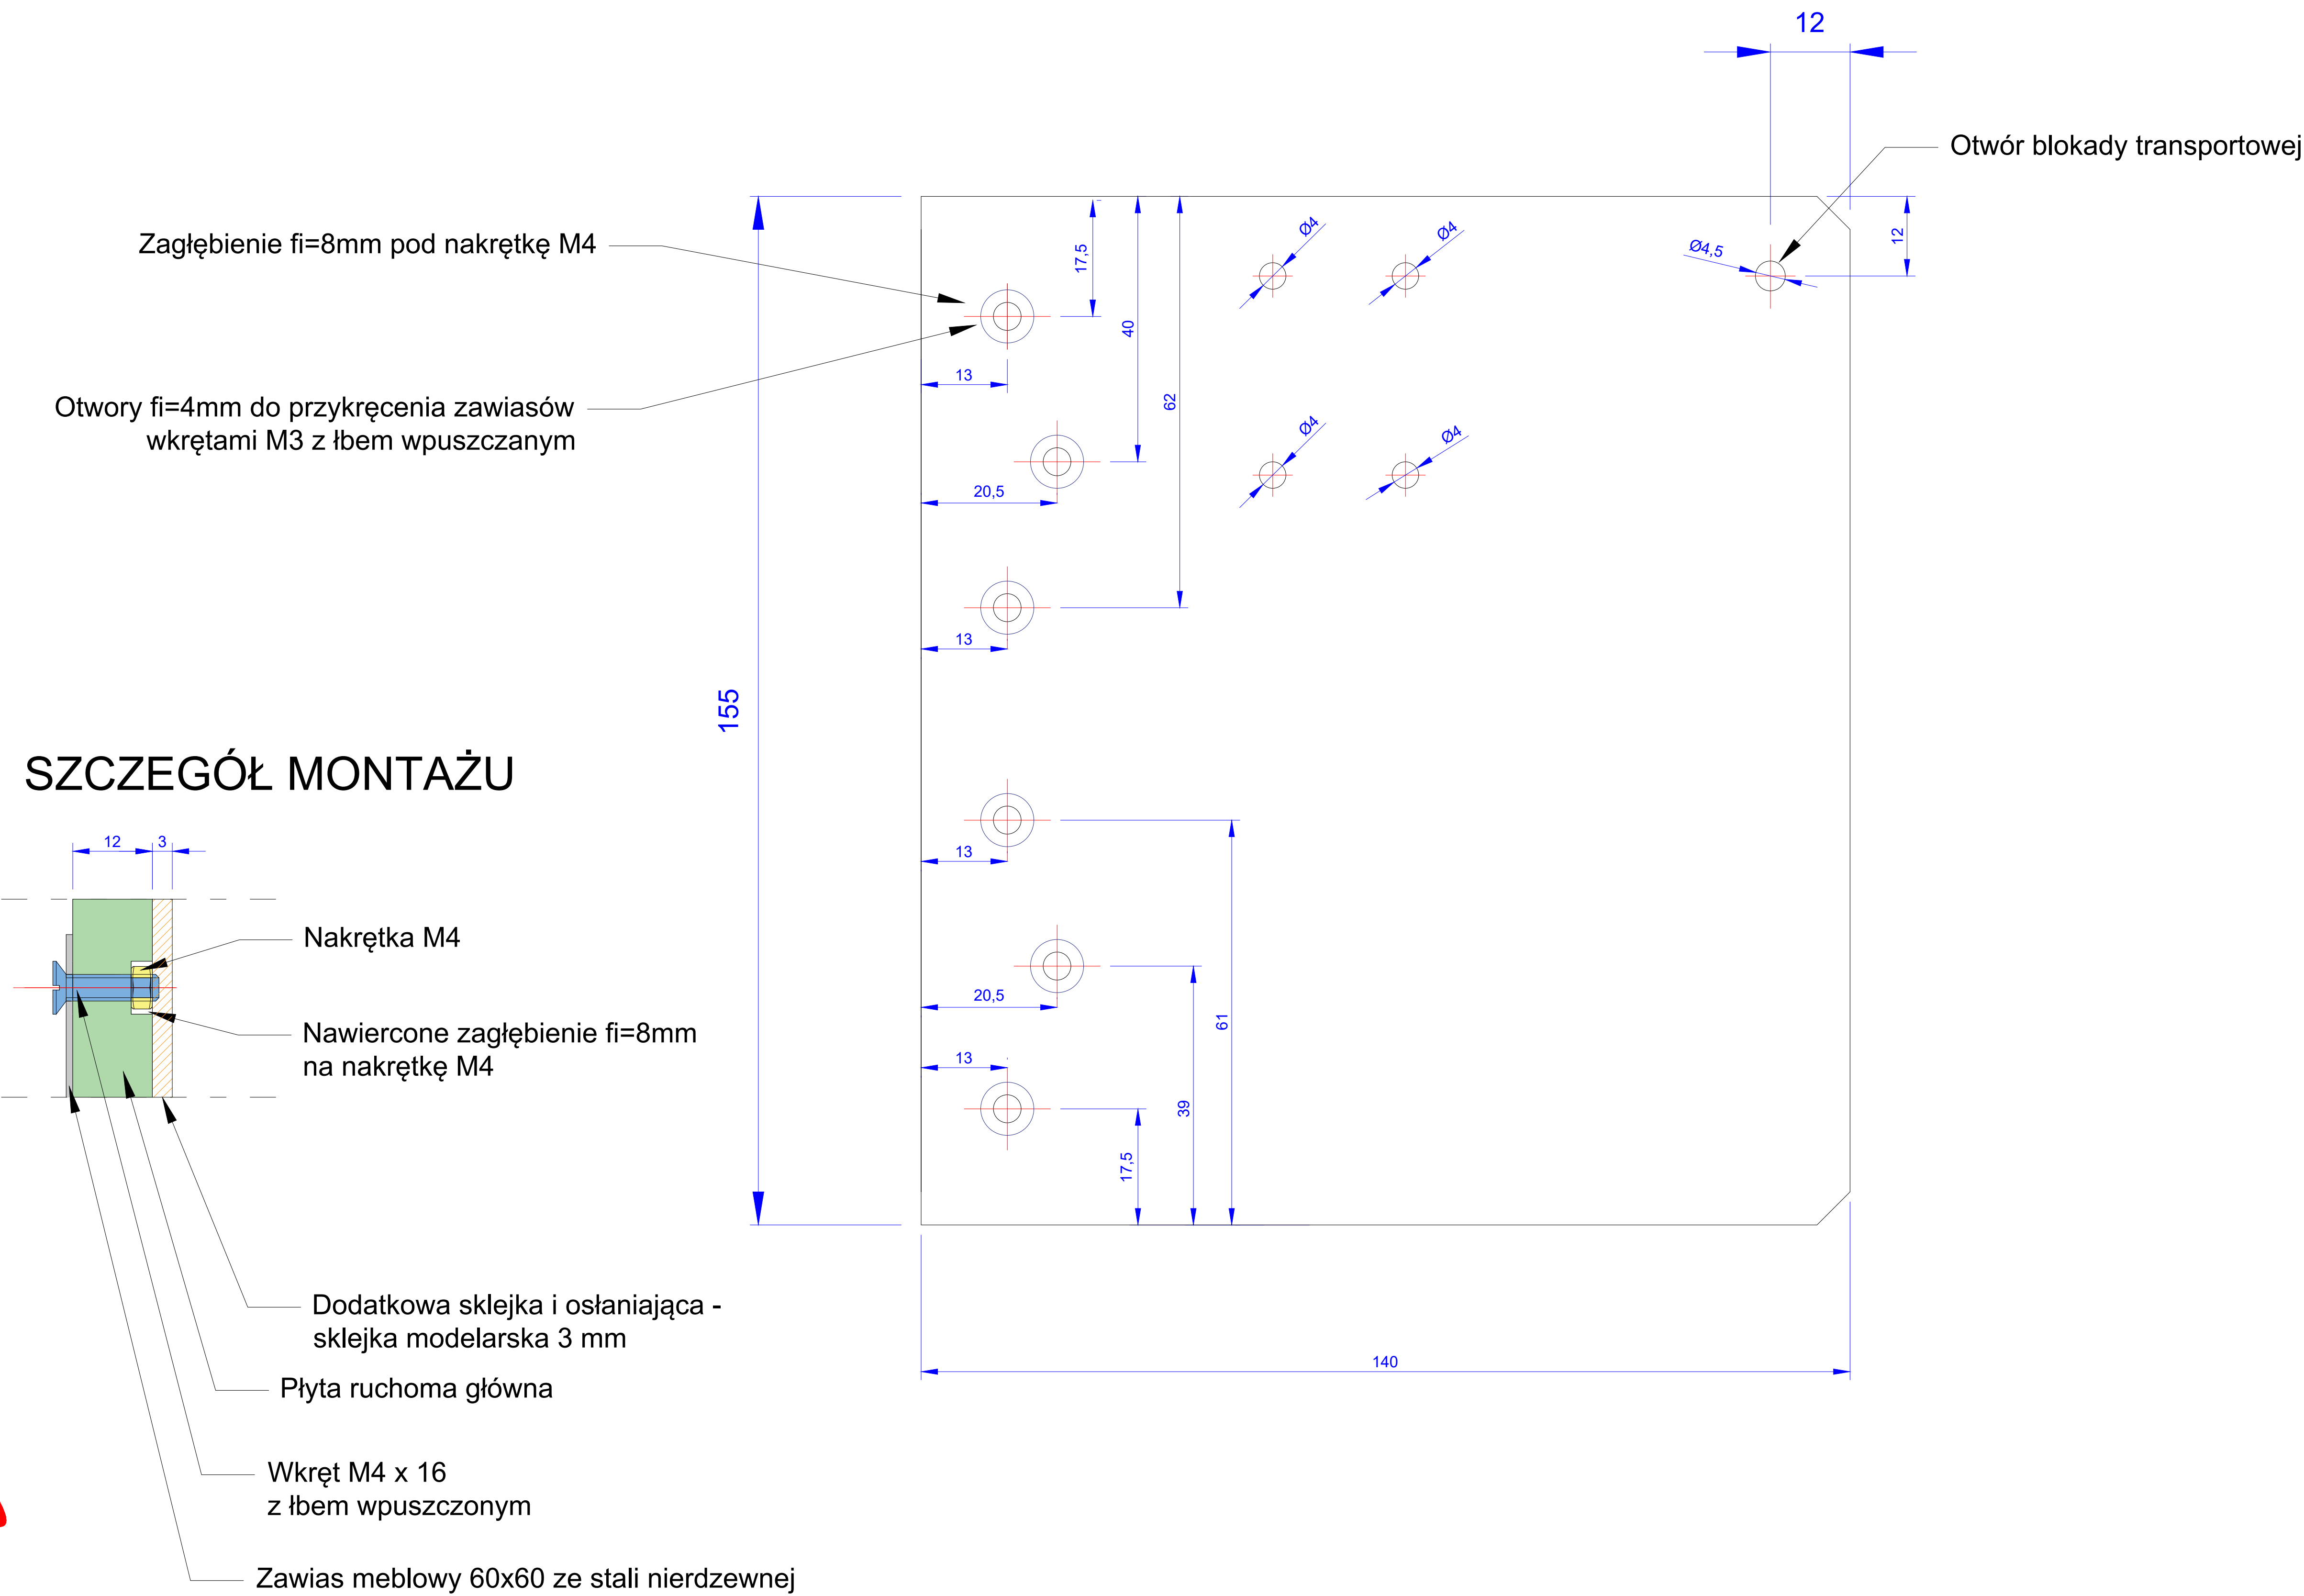 12
Otwór blokady transportowej
Zagłębienie fi=8mm pod nakrętkę M4
17,5
Ø4
Ø4
Ø4,5
12
40
13
62
Otwory fi=4mm do przykręcenia zawiasów
wkrętami M3 z łbem wpuszczanym
Ø4
Ø4
20,5
13
155
SZCZEGÓŁ MONTAŻU
12
3
13
Nakrętka M4
20,5
61
Nawiercone zagłębienie fi=8mm
na nakrętkę M4
13
39
17,5
Dodatkowa sklejka i osłaniająca -
sklejka modelarska 3 mm
140
Płyta ruchoma główna
Wkręt M4 x 16
z łbem wpuszczonym
Zawias meblowy 60x60 ze stali nierdzewnej